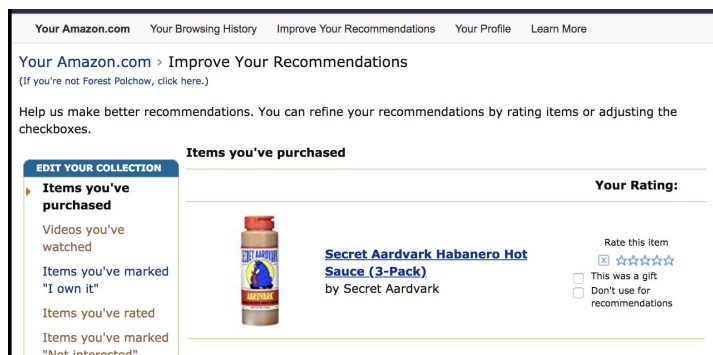 Your Amazon.com Your Browsing History Improve Your Recommendations Your Profile Learn More
Your Amazon.com › Improve Your Recommendations
(If you're not Forest Polchow, click here.)
Help us make better recommendations. You can refine your recommendations by rating items or adjusting the
checkboxes.
EDIT YOUR COLLECTION
Items you've
purchased
Videos you've
watched
Items you've marked
"I own it"
Items you've rated
Items you've marked
"Not interested"
Items you've purchased
Your Rating:
SECRET AARDVARK
AARDVARK
Secret Aardvark Habanero Hot
Sauce (3-Pack)
by Secret Aardvark
Rate this item
This was a gift
Don't use for
recommendations